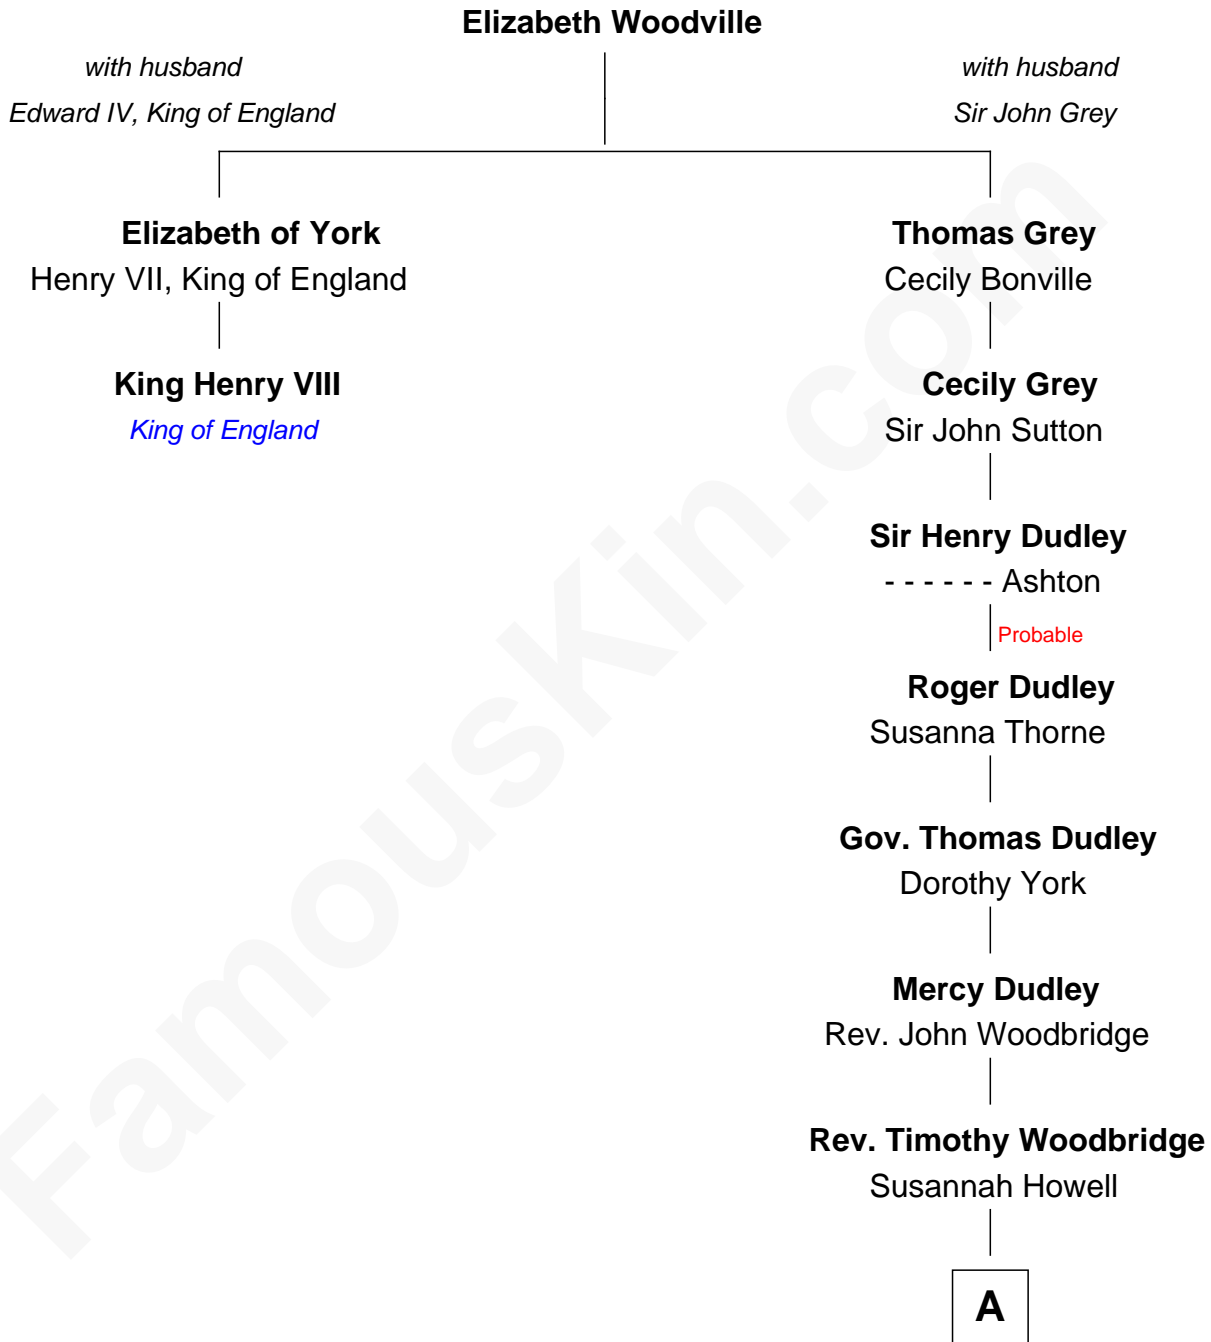 Elizabeth Woodville
with husband
Edward IV, King of England
with husband
Sir John Grey
Elizabeth of York
Henry VII, King of England
King Henry VIII
King of England
Thomas Grey
Cecily Bonville
Cecily Grey
Sir John Sutton
Sir Henry Dudley
- - - - - - Ashton
Probable
Roger Dudley
Susanna Thorne
Gov. Thomas Dudley
Dorothy York
Mercy Dudley
Rev. John Woodbridge
Rev. Timothy Woodbridge
Susannah Howell
A
FamousKin.com